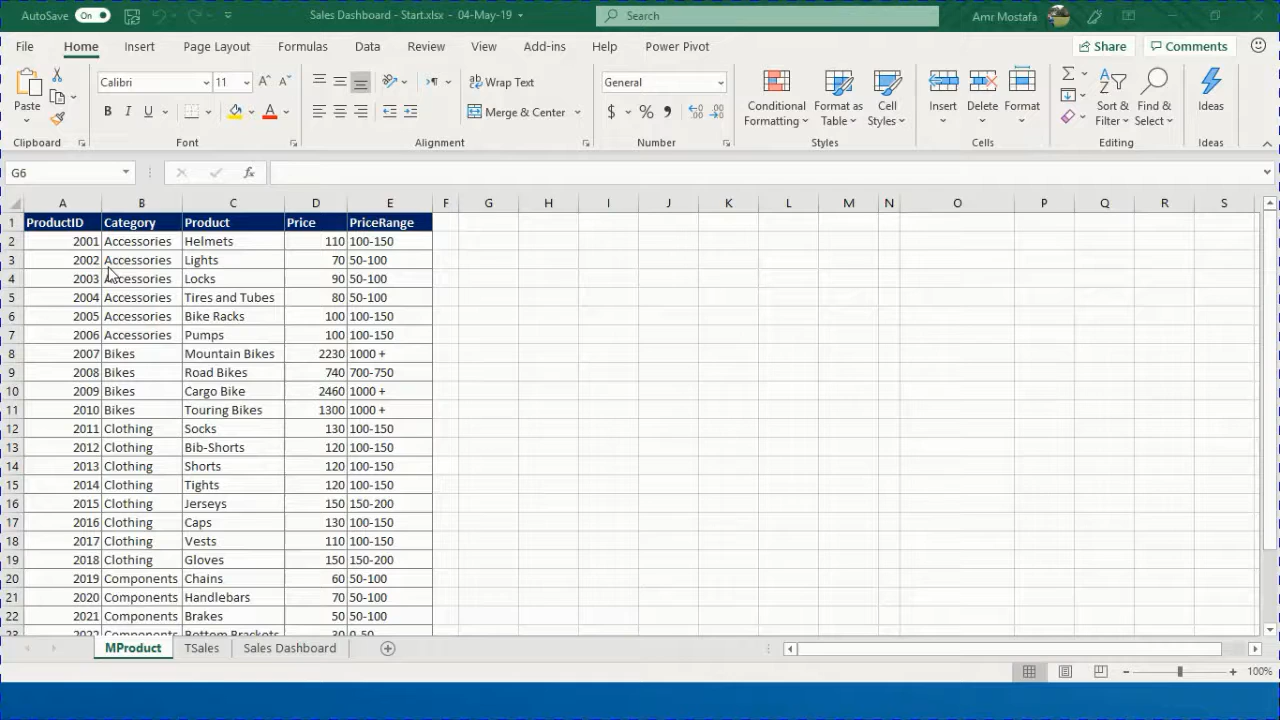 AutoSave On Sales Dashboard - Start.xlsx - 04-May-19 Search Amr Mostafa
File Home Insert Page Layout Formulas Data Review View Add-ins Help Power Pivot Share Comments
Paste Calibri 11 Wrap Text General Conditional Formatting Format as Table Cell Styles Insert Delete Format Sort & Filter Find & Select Ideas
B I U A Merge & Center $ %
Clipboard Font Alignment Number Styles Cells Editing Ideas
G6 fx
A B C D E F G H I J K L M N O P Q R S
1 ProductID Category Product Price PriceRange
2 2001 Accessories Helmets 110 100-150
3 2002 Accessories Lights 70 50-100
4 2003 Accessories Locks 90 50-100
5 2004 Accessories Tires and Tubes 80 50-100
6 2005 Accessories Bike Racks 100 100-150
7 2006 Accessories Pumps 100 100-150
8 2007 Bikes Mountain Bikes 2230 1000 +
9 2008 Bikes Road Bikes 740 700-750
10 2009 Bikes Cargo Bike 2460 1000 +
11 2010 Bikes Touring Bikes 1300 1000 +
12 2011 Clothing Socks 130 100-150
13 2012 Clothing Bib-Shorts 120 100-150
14 2013 Clothing Shorts 120 100-150
15 2014 Clothing Tights 120 100-150
16 2015 Clothing Jerseys 150 150-200
17 2016 Clothing Caps 130 100-150
18 2017 Clothing Vests 110 100-150
19 2018 Clothing Gloves 150 150-200
20 2019 Components Chains 60 50-100
21 2020 Components Handlebars 70 50-100
22 2021 Components Brakes 50 50-100
23 2022 Components Bottom Brackets 30 0-50
MProduct TSales Sales Dashboard
100%